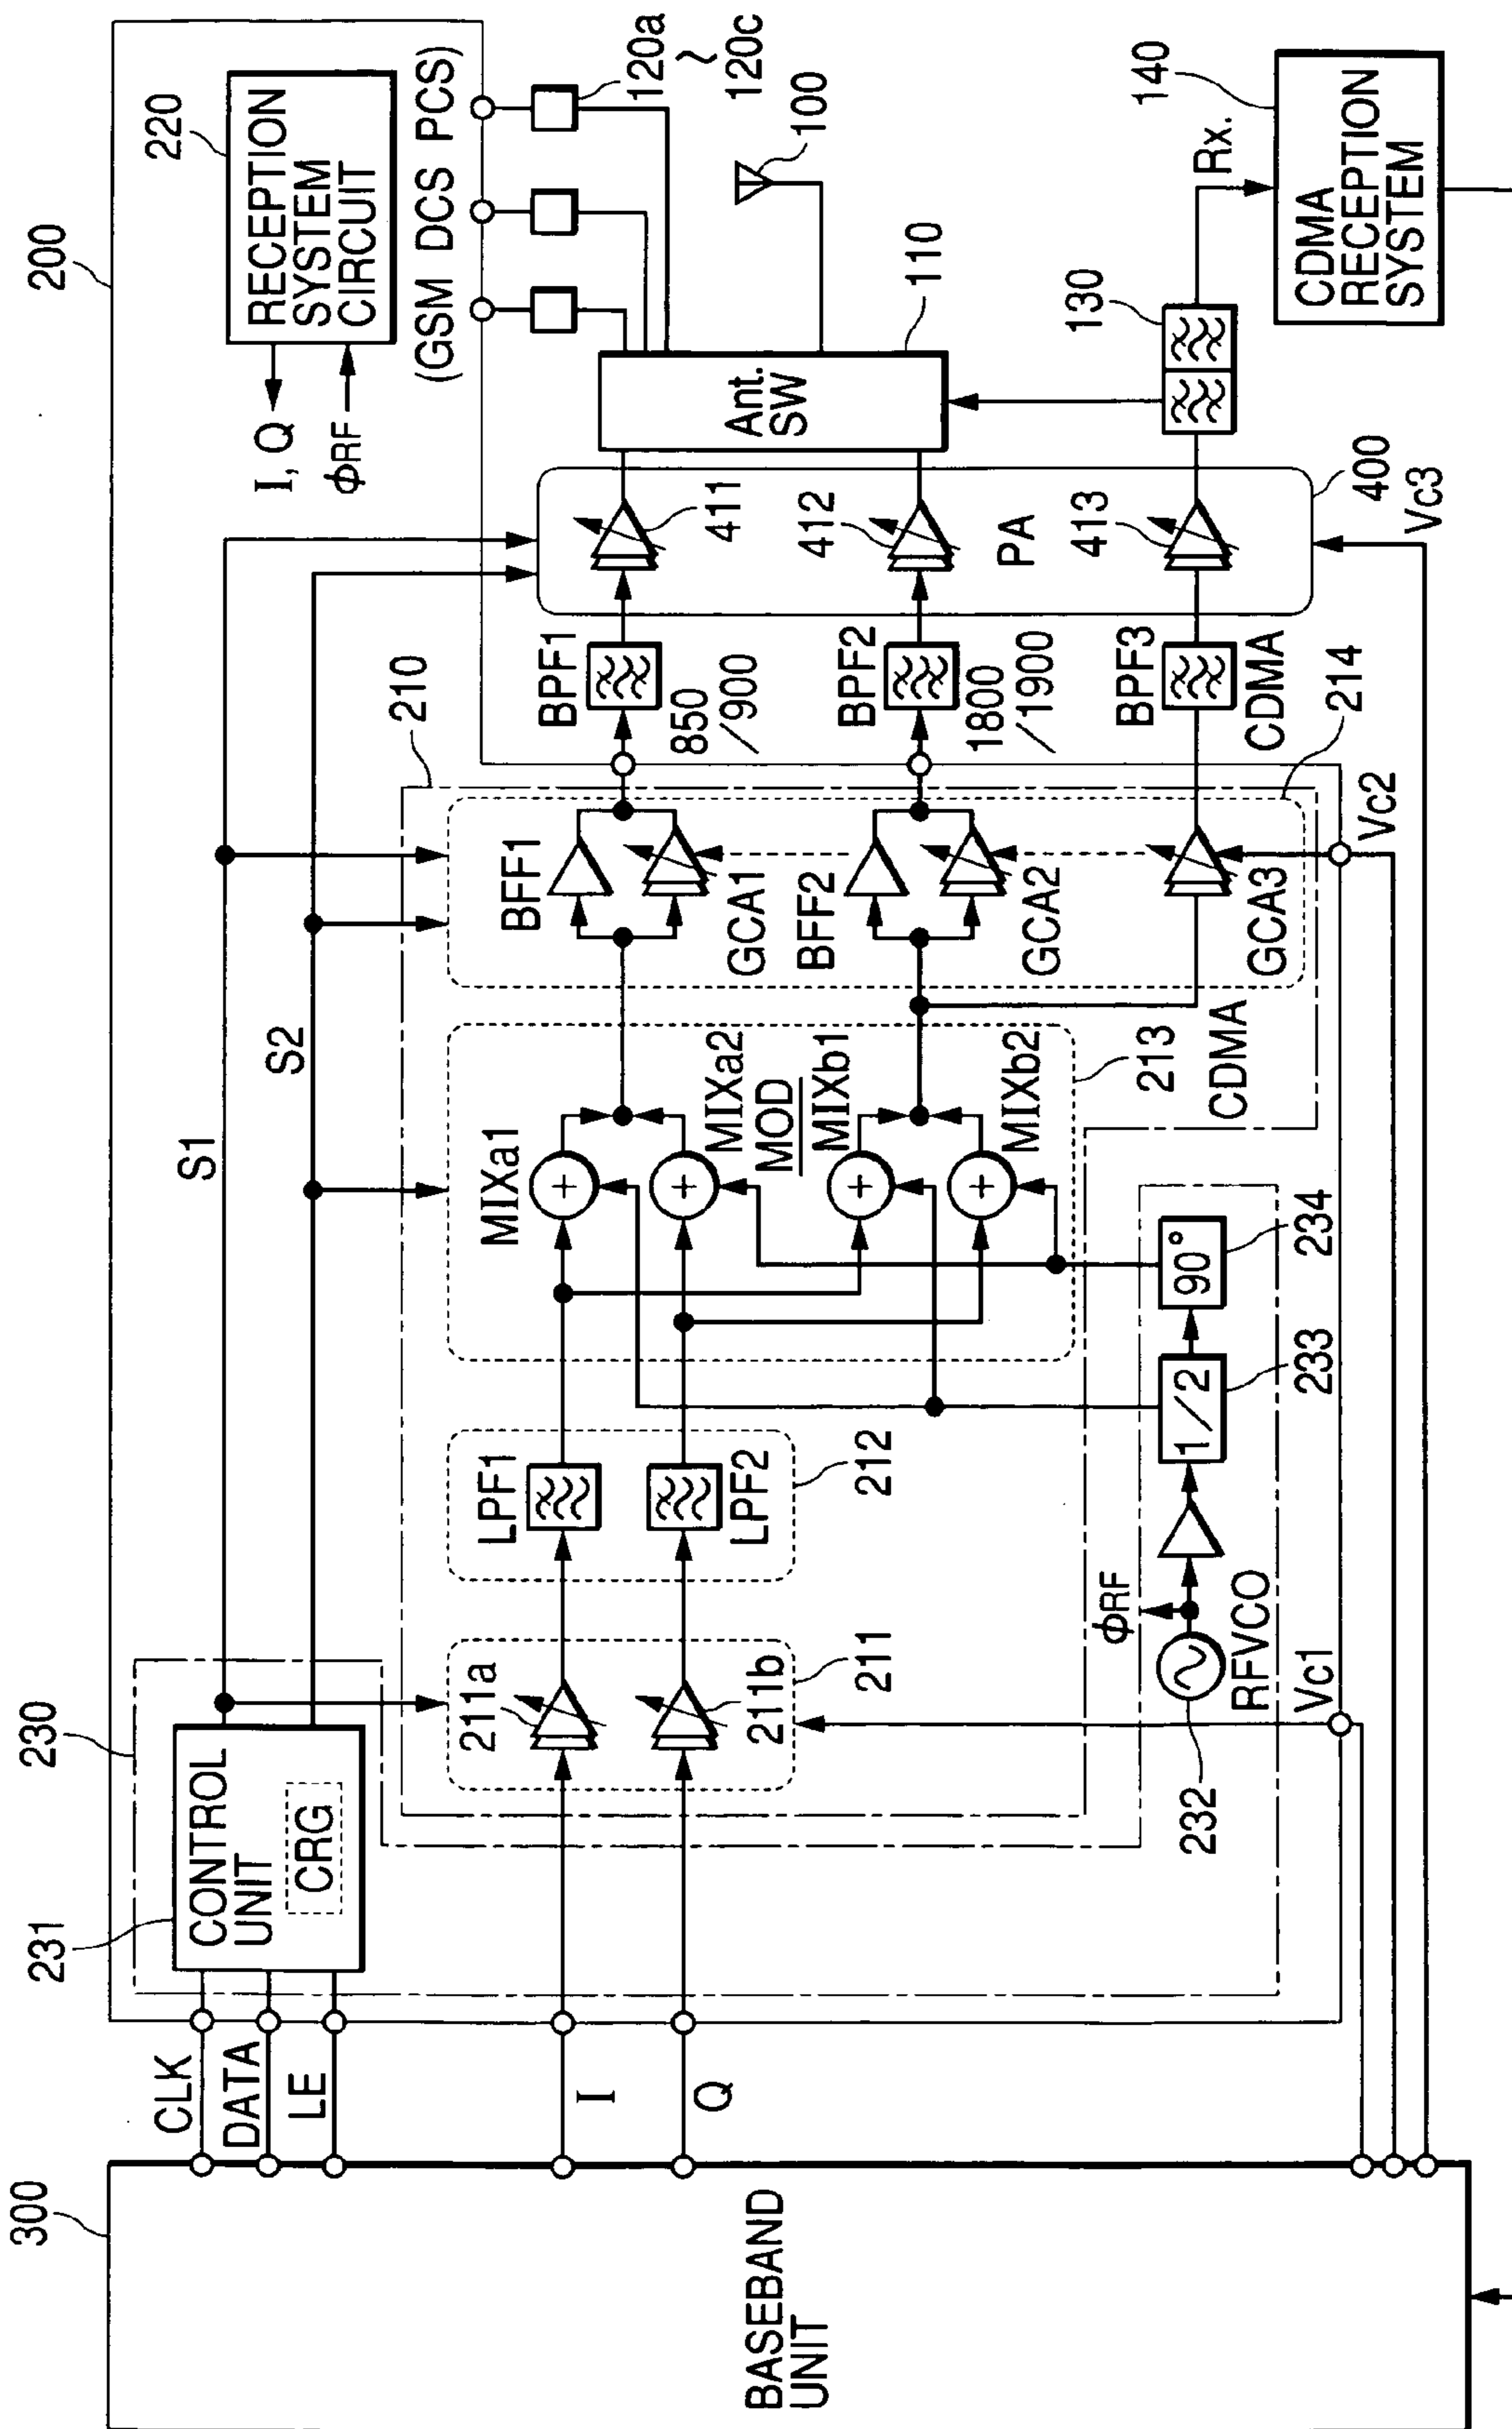 300
BASEBAND
UNIT
CLK
DATA
LE
I
Q
200
230
231
CONTROL
UNIT
CRG
S1
S2
210
220
RECEPTION
SYSTEM
CIRCUIT
I, Q
ΦRF
(GSM DCS PCS)
120a
~
120c
100
211a
211b
211
LPF1
LPF2
212
MIXa1
MIXa2
MOD
MIXb1
MIXb2
213
CDMA
BFF1
GCA1
BFF2
GCA2
GCA3
214
BPF1
850
/900
BPF2
1800
/1900
BPF3
CDMA
411
412
PA
413
400
Ant.
SW
110
130
Rx.
140
CDMA
RECEPTION
SYSTEM
ΦRF
RFVCO
232
1/2
233
90°
234
Vc1
Vc2
Vc3